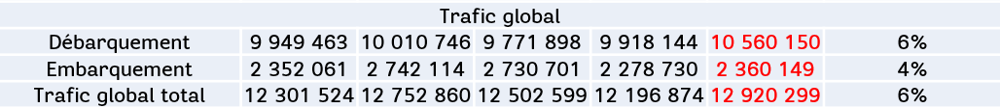 Trafic global
Débarquement 9 949 463 10 010 746 9 771 898 9 918 144 10 560 150 6%
Embarquement 2 352 061 2 742 114 2 730 701 2 278 730 2 360 149 4%
Trafic global total 12 301 524 12 752 860 12 502 599 12 196 874 12 920 299 6%